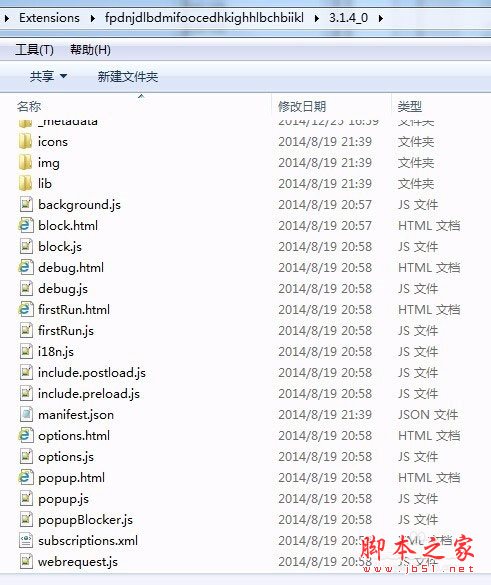 Extensions fpdnjdlbdmifoocedhkighhlbchbiikl 3.1.4_0
工具(T) 帮助(H)
共享 新建文件夹
名称 修改日期 类型
_metadata 2014/12/25 16:59 文件夹
icons 2014/8/19 21:39 文件夹
img 2014/8/19 21:39 文件夹
lib 2014/8/19 21:39 文件夹
background.js 2014/8/19 20:57 JS 文件
block.html 2014/8/19 20:57 HTML 文档
block.js 2014/8/19 20:58 JS 文件
debug.html 2014/8/19 20:58 HTML 文档
debug.js 2014/8/19 20:58 JS 文件
firstRun.html 2014/8/19 20:58 HTML 文档
firstRun.js 2014/8/19 20:58 JS 文件
i18n.js 2014/8/19 20:58 JS 文件
include.postload.js 2014/8/19 20:58 JS 文件
include.preload.js 2014/8/19 20:58 JS 文件
manifest.json 2014/8/19 21:39 JSON 文件
options.html 2014/8/19 20:58 HTML 文档
options.js 2014/8/19 20:58 JS 文件
popup.html 2014/8/19 20:58 HTML 文档
popup.js 2014/8/19 20:58 JS 文件
popupBlocker.js 2014/8/19 20:58 JS 文件
subscriptions.xml 2014/8/19 20:58 XML 文档
webrequest.js 2014/8/19 20:58 JS 文件
脚本之家
www.jb51.net